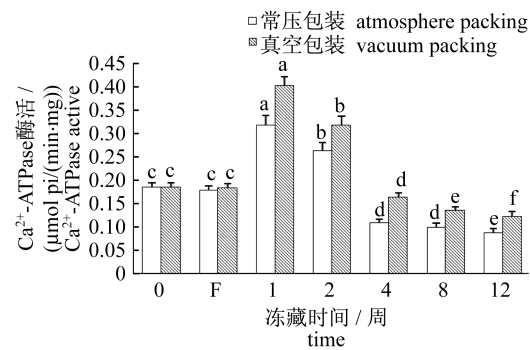 常压包装 atmosphere packing
真空包装 vacuum packing
Ca²⁺-ATPase酶活 /
(μmol pi/(min·mg))
Ca²⁺-ATPase active
0.45
0.40
0.35
0.30
0.25
0.20
0.15
0.10
0.05
0
c c
c c
a a
b b
d d
d e
e f
0 F 1 2 4 8 12
冻藏时间 / 周
time